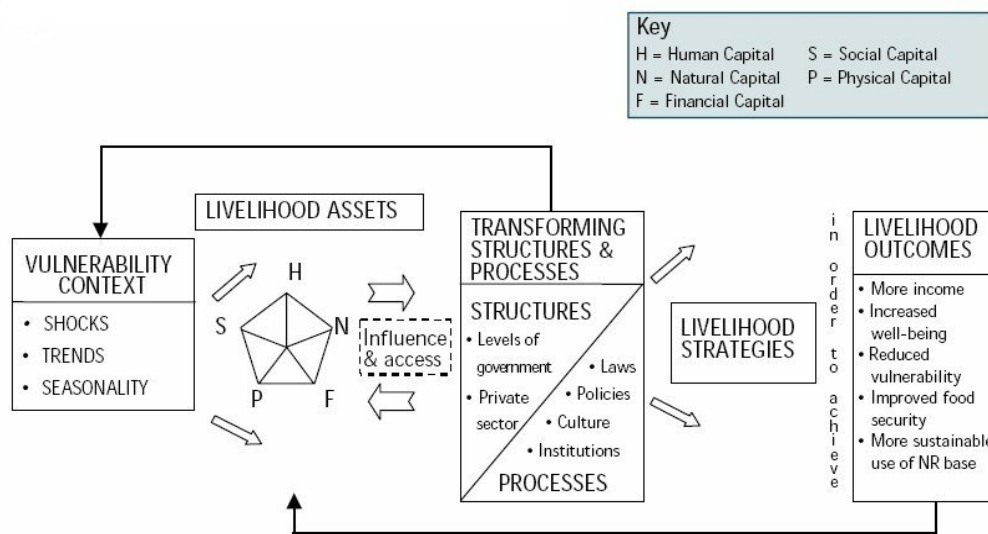 Key
H = Human Capital S = Social Capital
N = Natural Capital P = Physical Capital
F = Financial Capital
LIVELIHOOD ASSETS
VULNERABILITY
CONTEXT
• SHOCKS
• TRENDS
• SEASONALITY
H
S
N
P
F
Influence
& access
TRANSFORMING
STRUCTURES &
PROCESSES
STRUCTURES
• Levels of
government
• Private
sector
• Laws
• Policies
• Culture
• Institutions
PROCESSES
LIVELIHOOD
STRATEGIES
in order to achieve
LIVELIHOOD
OUTCOMES
• More income
• Increased
well-being
• Reduced
vulnerability
• Improved food
security
• More sustainable
use of NR base